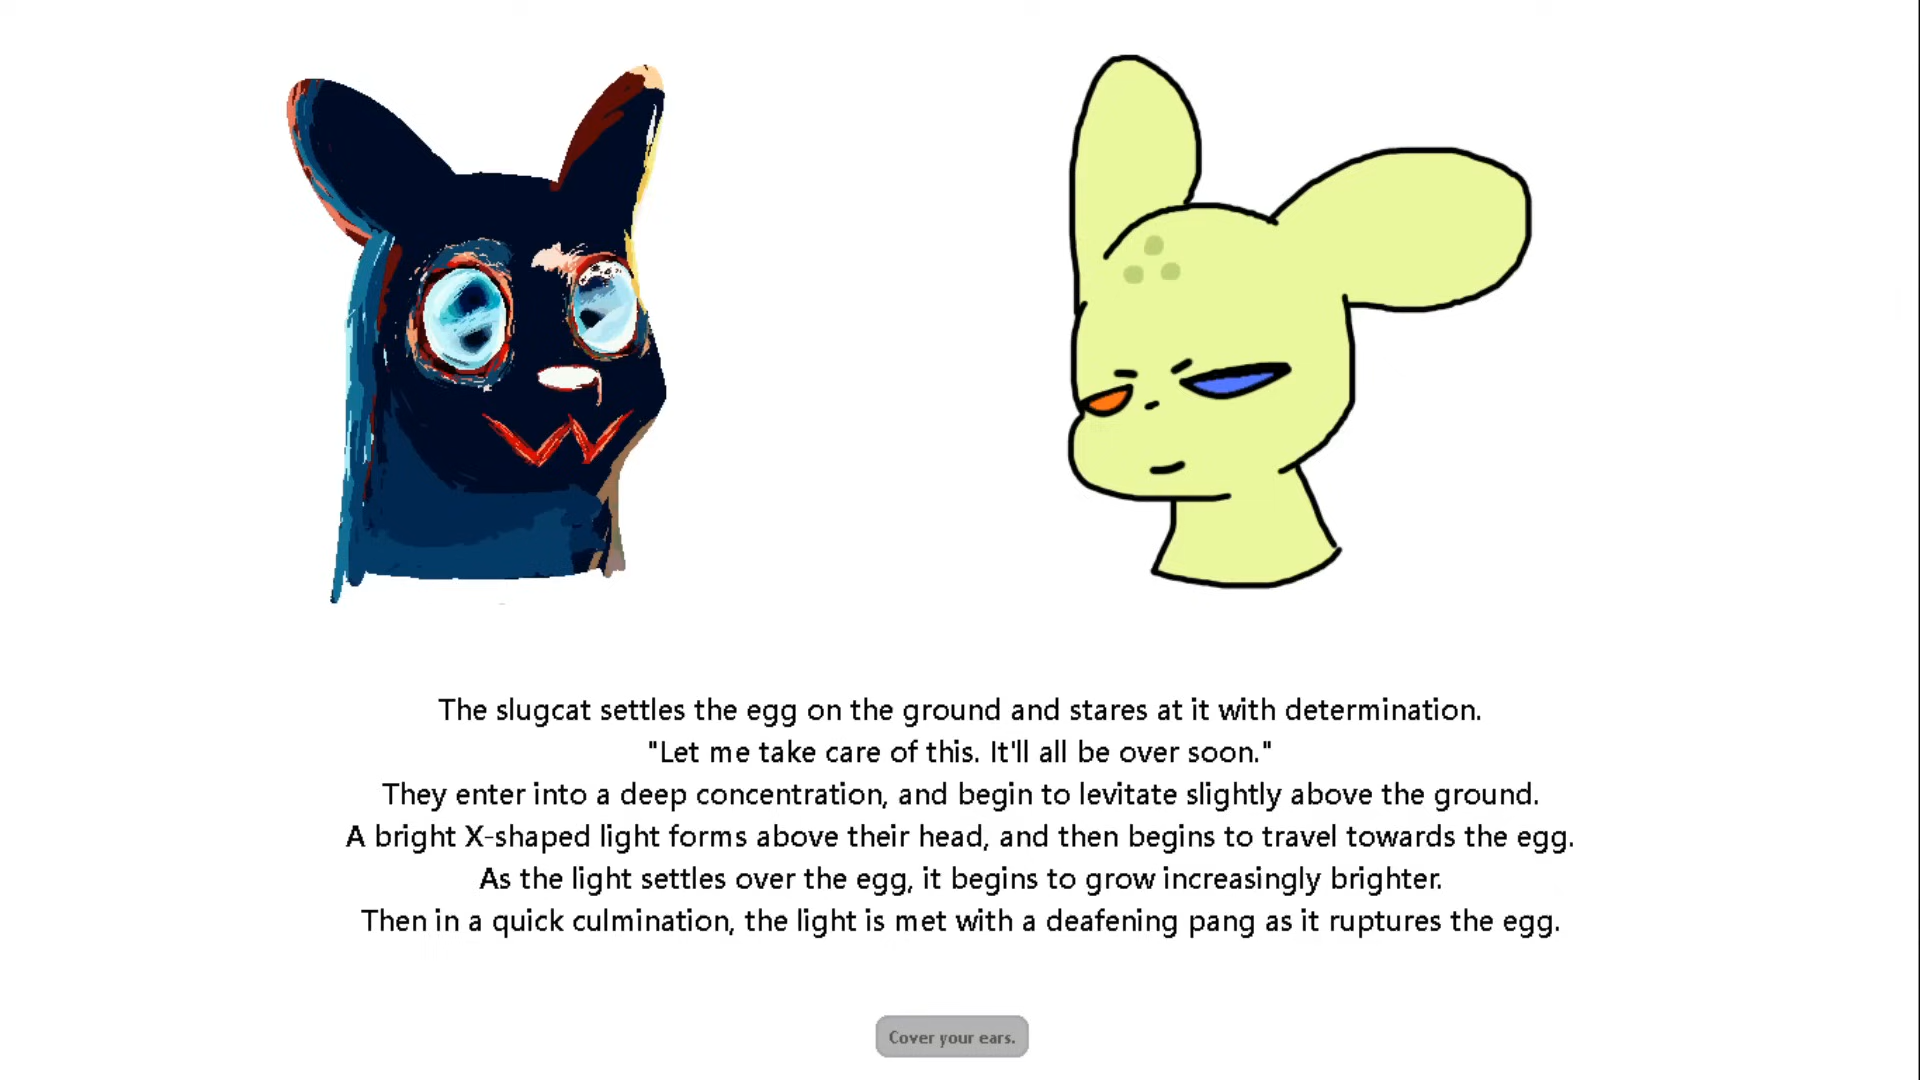 The slugcat settles the egg on the ground and stares at it with determination.
"Let me take care of this. It'll all be over soon."
They enter into a deep concentration, and begin to levitate slightly above the ground.
A bright X-shaped light forms above their head, and then begins to travel towards the egg.
As the light settles over the egg, it begins to grow increasingly brighter.
Then in a quick culmination, the light is met with a deafening pang as it ruptures the egg.
Cover your ears.